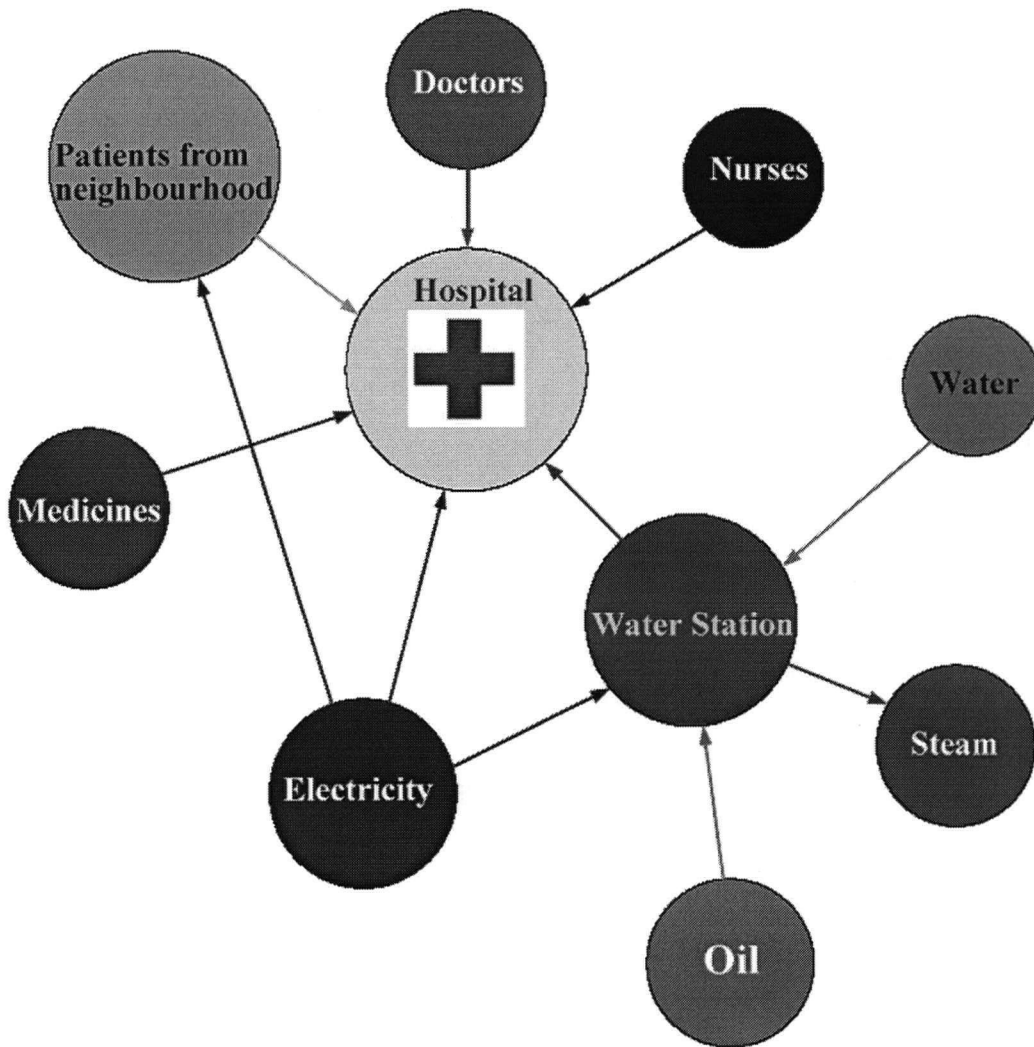 Doctors
Patients from
neighbourhood
Nurses
Hospital
Water
Medicines
Water Station
Steam
Electricity
Oil